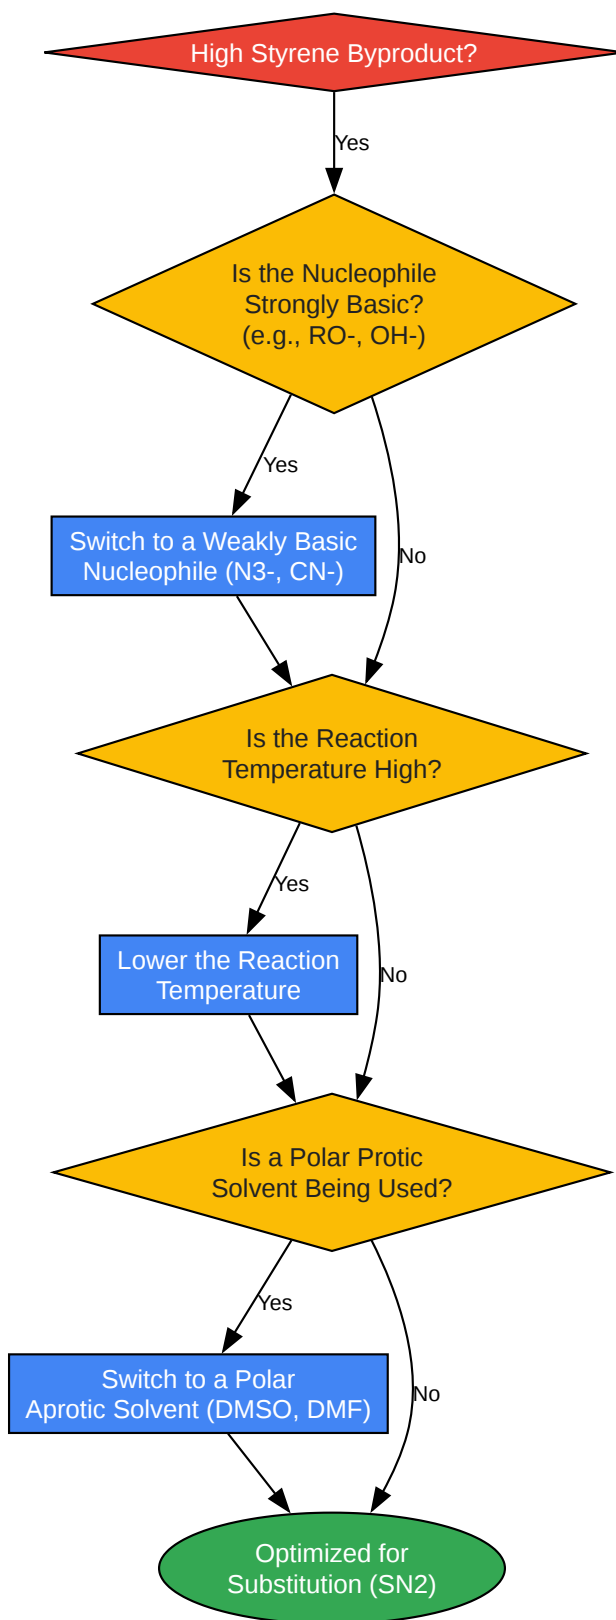 High Styrene Byproduct?
Yes
Is the Nucleophile
Strongly Basic?
(e.g., RO-, OH-)
Yes
Switch to a Weakly Basic
Nucleophile (N3-, CN-)
No
Is the Reaction
Temperature High?
Yes
Lower the Reaction
Temperature
No
Is a Polar Protic
Solvent Being Used?
Yes
Switch to a Polar
Aprotic Solvent (DMSO, DMF)
No
Optimized for
Substitution (SN2)